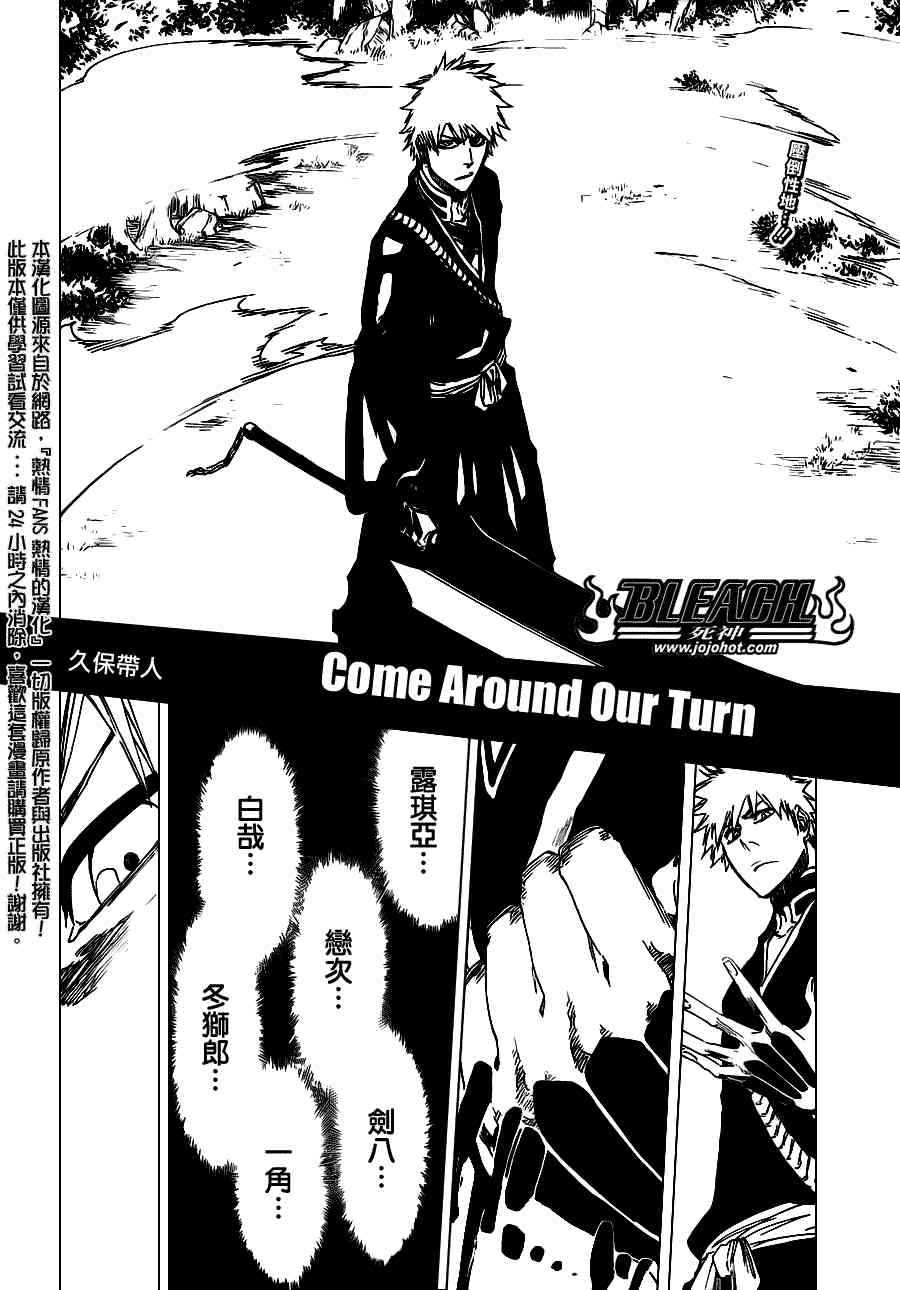 壓倒性地…!!
BLEACH
死神
www.jojohot.com
久保帶人
Come Around Our Turn
露琪亞…
戀次…
劍八…
白哉…
冬獅郎…
一角…
本漢化圖源來自於網路,『熱情FANS熱情的漢化』一切版權歸原作者與出版社擁有!
此版本僅供學習試看交流…請24小時之內消除。喜歡這套漫畫請購買正版!謝謝。